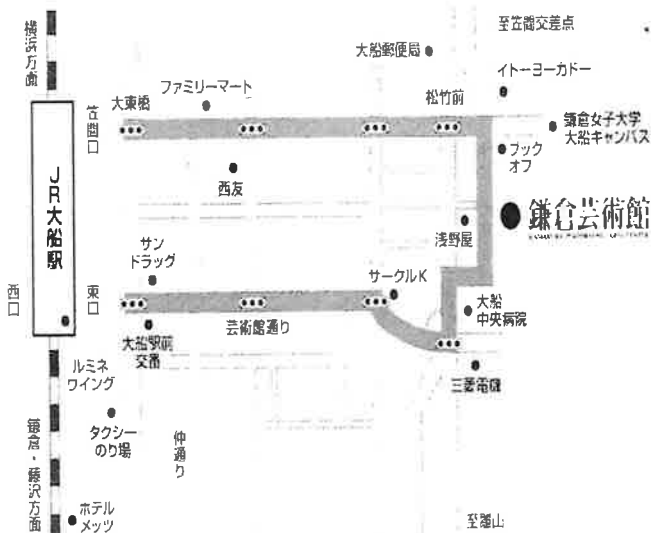 横浜方面
JR大船駅
笠間口
西口
東口
大東橋
ファミリーマート
大船郵便局
松竹前
至笠間交差点
イトーヨーカドー
鎌倉女子大学
大船キャンパス
ブック
オフ
西友
鎌倉芸術館
浅野屋
サン
ドラッグ
サークルK
大船
中央病院
芸術館通り
大船駅前
交番
三菱電機
ルミネ
ウイング
タクシー
のり場
仲通り
鎌倉・藤沢方面
ホテル
メッツ
至離山